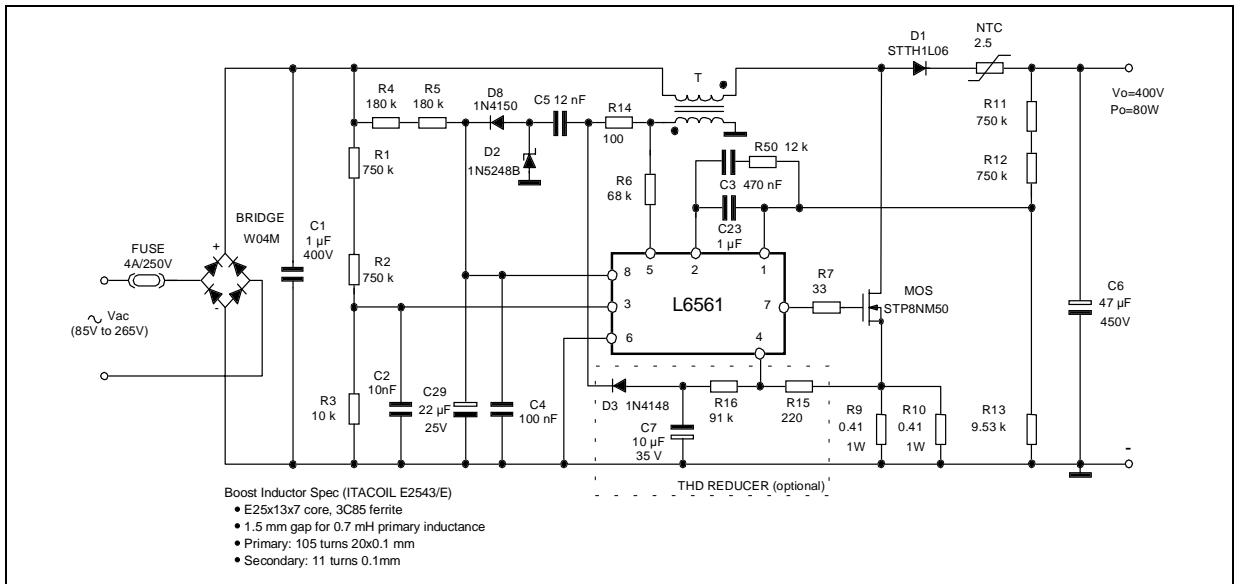 NTC
2.5
D1
STTH1L06
T
Vo=400V
Po=80W
R4
180 k
R5
180 k
D8
1N4150
C5 12 nF
R14
100
D2
1N5248B
R11
750 k
R1
750 k
R50 12 k
R12
750 k
C3 470 nF
R6
68 k
C23
1 µF
BRIDGE
W04M
C1
1 µF
400V
FUSE
4A/250V
+
-
R2
750 k
8
5
2
1
3
L6561
7
6
4
R7
33
MOS
STP8NM50
C6
47 µF
450V
Vac
(85V to 265V)
C2
10nF
C29
22 µF
25V
C4
100 nF
R3
10 k
D3
1N4148
R16
91 k
R15
220
C7
10 µF
35 V
R9
0.41
1W
R10
0.41
1W
R13
9.53 k
-
THD REDUCER (optional)
Boost Inductor Spec (ITACOIL E2543/E)
• E25x13x7 core, 3C85 ferrite
• 1.5 mm gap for 0.7 mH primary inductance
• Primary: 105 turns 20x0.1 mm
• Secondary: 11 turns 0.1mm